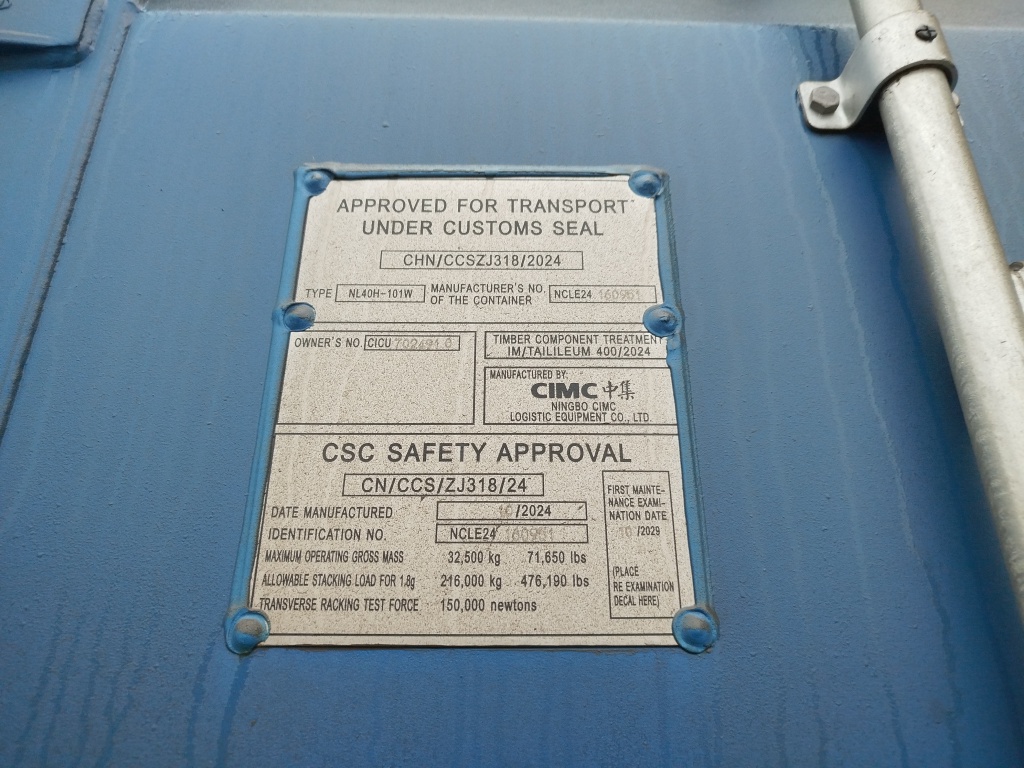 APPROVED FOR TRANSPORT
UNDER CUSTOMS SEAL
CHN/CCSZJ318/2024
TYPE NL40H-101W MANUFACTURER'S NO. OF THE CONTAINER NCLE24 160951
OWNER'S NO. CICU
TIMBER COMPONENT TREATMENT
IM/TAILILEUM 400/2024
MANUFACTURED BY:
CIMC 中集
NINGBO CIMC
LOGISTIC EQUIPMENT CO., LTD.
CSC SAFETY APPROVAL
CN/CCS/ZJ318/24
DATE MANUFACTURED 10/2024
IDENTIFICATION NO. NCLE24 160951
MAXIMUM OPERATING GROSS MASS 32,500 kg 71,650 lbs
ALLOWABLE STACKING LOAD FOR 1.8g 216,000 kg 476,190 lbs
TRANSVERSE RACKING TEST FORCE 150,000 newtons
FIRST MAINTE-
NANCE EXAMI-
NATION DATE
10 /2029
(PLACE
RE EXAMINATION
DECAL HERE)